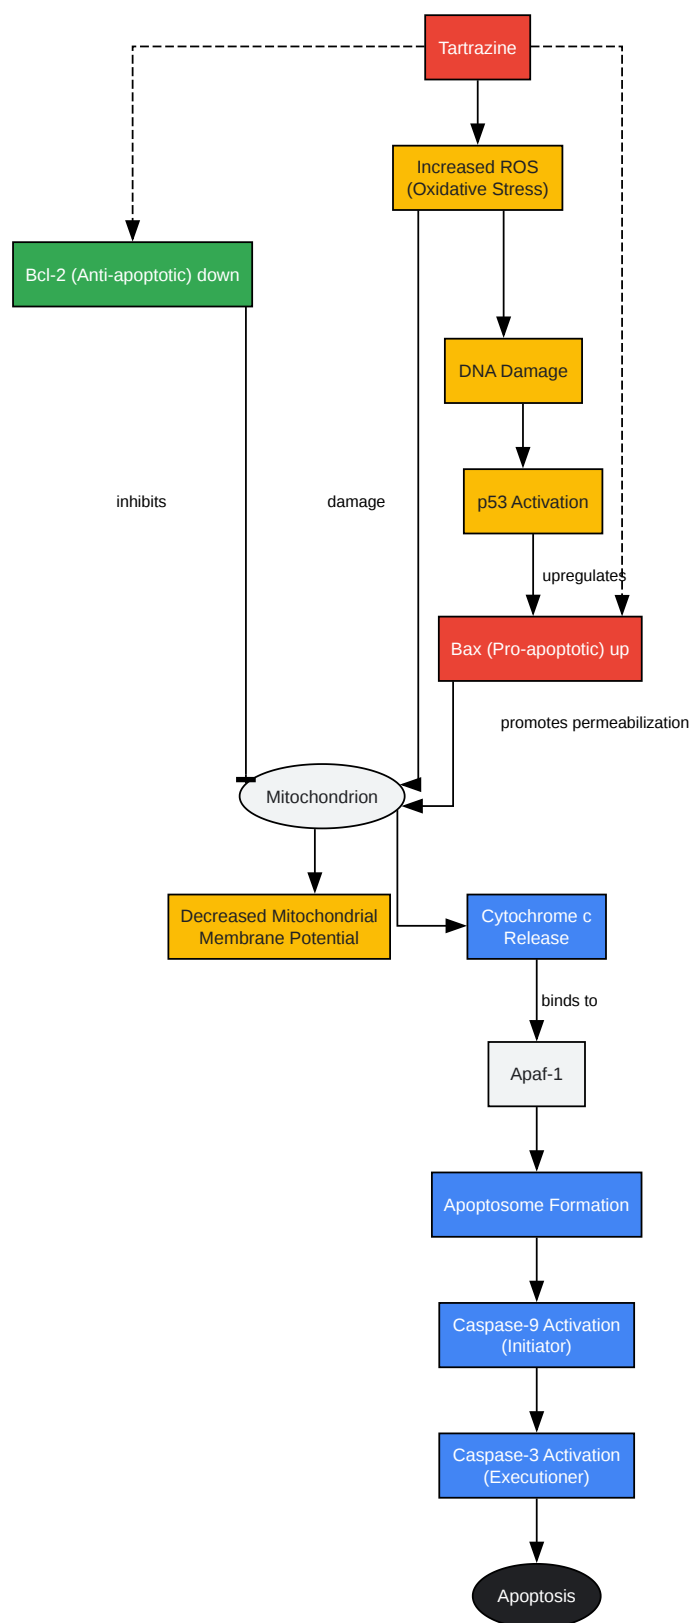 Tartrazine
Increased ROS
(Oxidative Stress)
Bcl-2 (Anti-apoptotic) down
DNA Damage
inhibits
damage
p53 Activation
upregulates
Bax (Pro-apoptotic) up
promotes permeabilization
Mitochondrion
Decreased Mitochondrial
Membrane Potential
Cytochrome c
Release
binds to
Apaf-1
Apoptosome Formation
Caspase-9 Activation
(Initiator)
Caspase-3 Activation
(Executioner)
Apoptosis